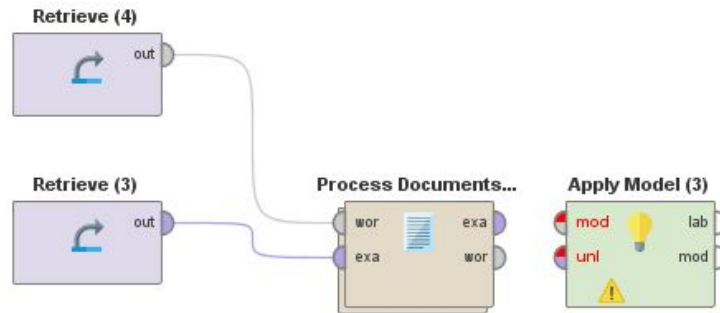 Retrieve (4)
out
Retrieve (3)
out
Process Documents...
wor
exa
exa
wor
Apply Model (3)
mod
lab
unl
mod